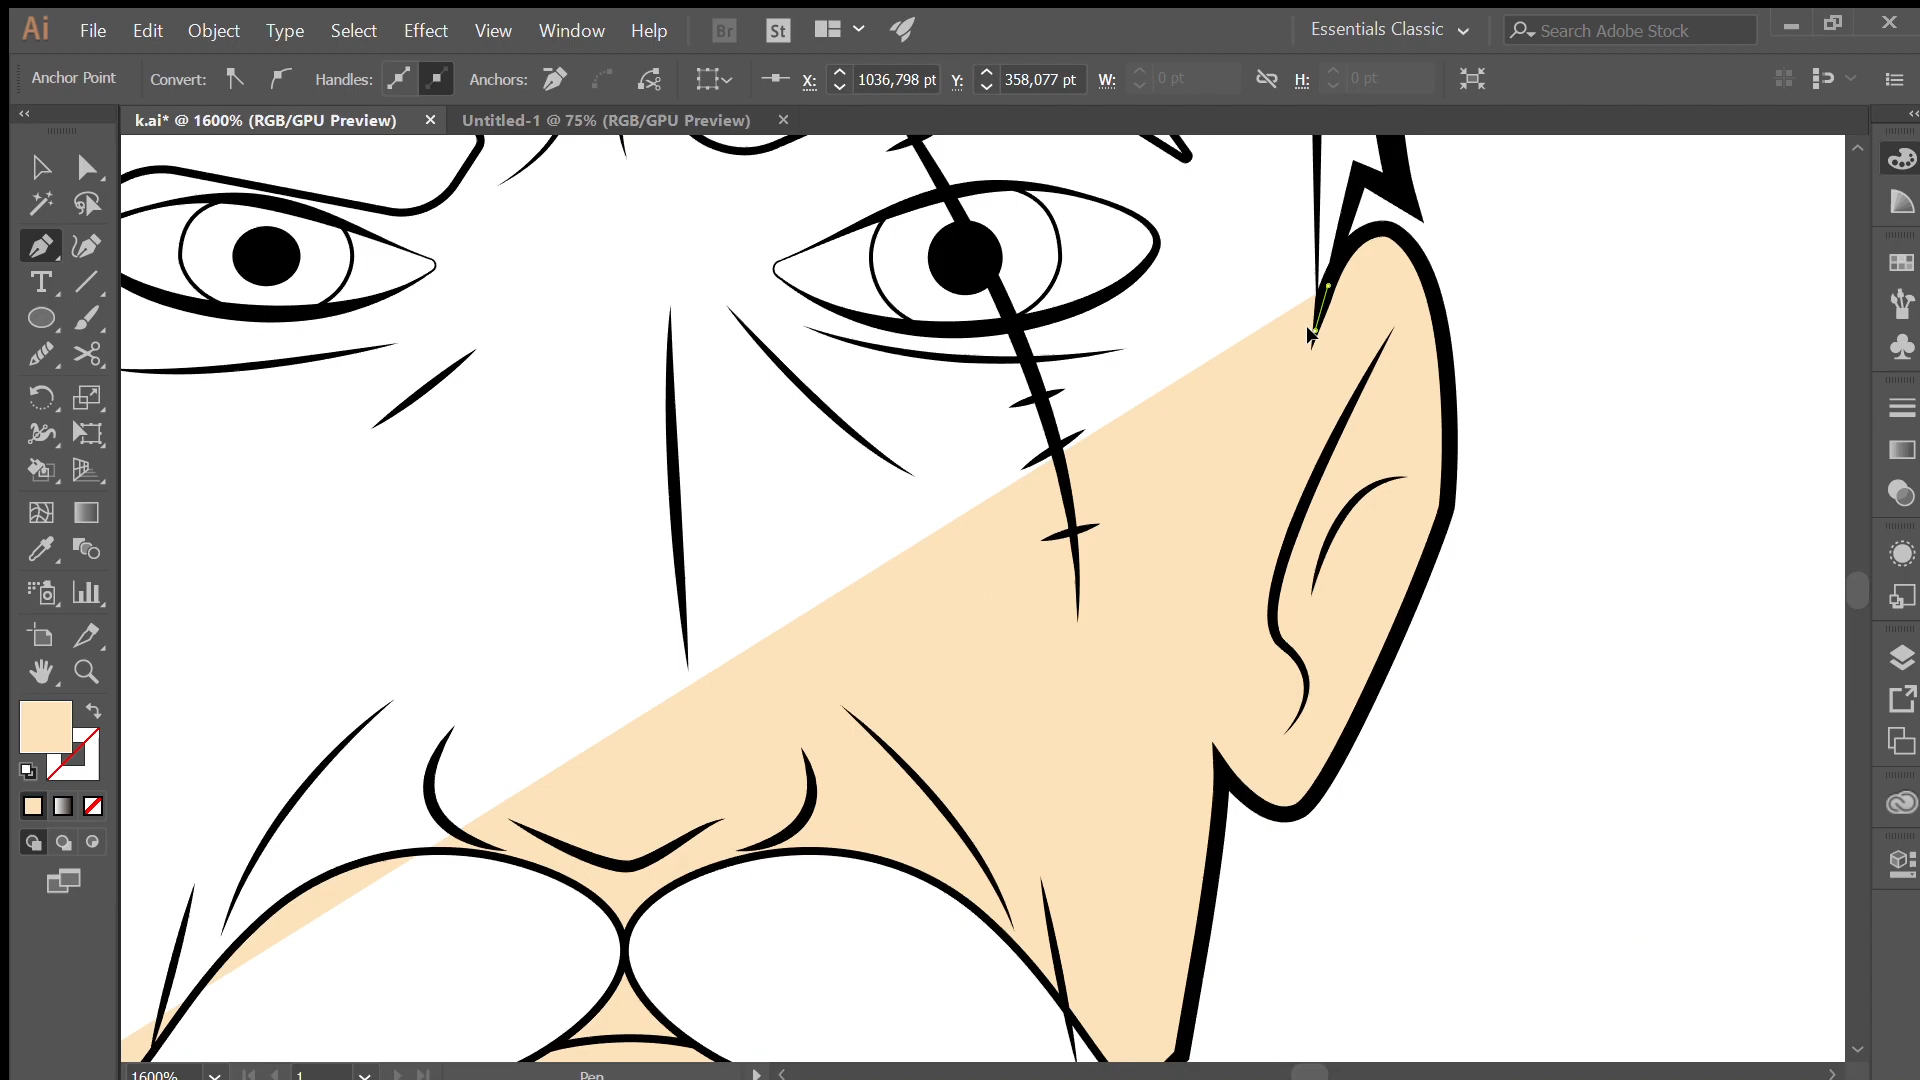 Ai File Edit Object Type Select Effect View Window Help Br St Essentials Classic Search Adobe Stock
Anchor Point Convert: Handles: Anchors: X: 1036,798 pt Y: 358,077 pt W: 0 pt H: 0 pt
k.ai* @ 1600% (RGB/GPU Preview) Untitled-1 @ 75% (RGB/GPU Preview)
T
1600% 1 Pen